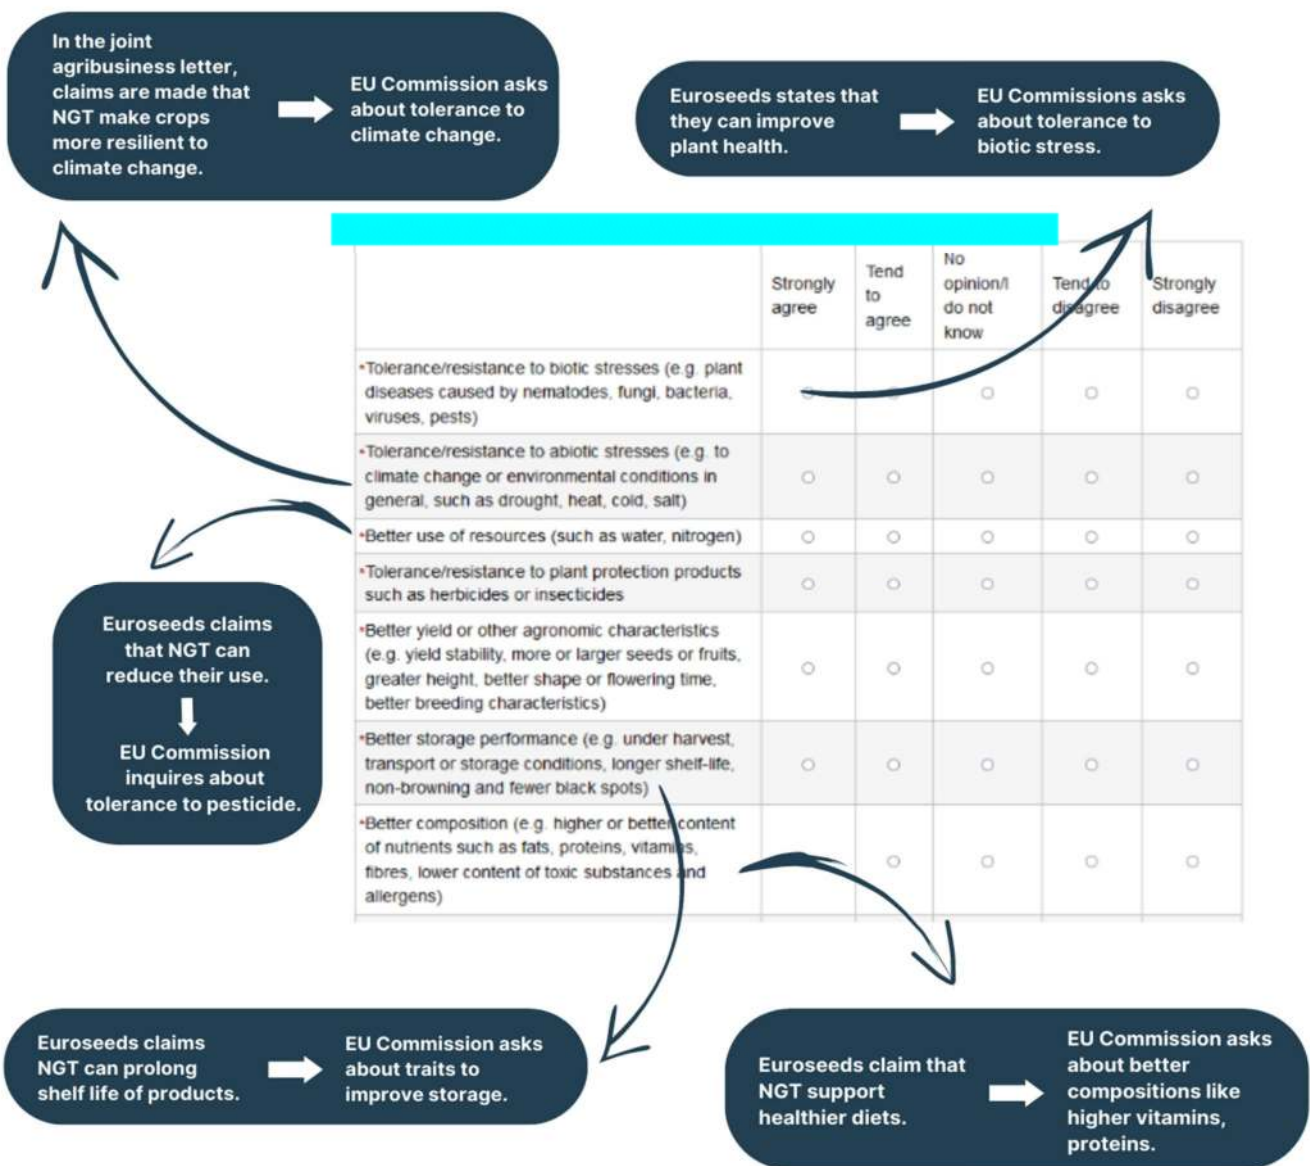 In the joint
agribusiness letter,
claims are made that
NGT make crops
more resilient to
climate change.
EU Commission asks
about tolerance to
climate change.
Euroseeds states that
they can improve
plant health.
EU Commissions asks
about tolerance to
biotic stress.
Strongly
agree
Tend
to
agree
No
opinion/I
do not
know
Tend to
disagree
Strongly
disagree
*Tolerance/resistance to biotic stresses (e.g. plant
diseases caused by nematodes, fungi, bacteria,
viruses, pests)
*Tolerance/resistance to abiotic stresses (e.g. to
climate change or environmental conditions in
general, such as drought, heat, cold, salt)
*Better use of resources (such as water, nitrogen)
*Tolerance/resistance to plant protection products
such as herbicides or insecticides
*Better yield or other agronomic characteristics
(e.g. yield stability, more or larger seeds or fruits,
greater height, better shape or flowering time,
better breeding characteristics)
*Better storage performance (e.g. under harvest,
transport or storage conditions, longer shelf-life,
non-browning and fewer black spots)
*Better composition (e.g. higher or better content
of nutrients such as fats, proteins, vitamins,
fibres, lower content of toxic substances and
allergens)
Euroseeds claims
that NGT can
reduce their use.
EU Commission
inquires about
tolerance to pesticide.
Euroseeds claims
NGT can prolong
shelf life of products.
EU Commission asks
about traits to
improve storage.
Euroseeds claim that
NGT support
healthier diets.
EU Commission asks
about better
compositions like
higher vitamins,
proteins.